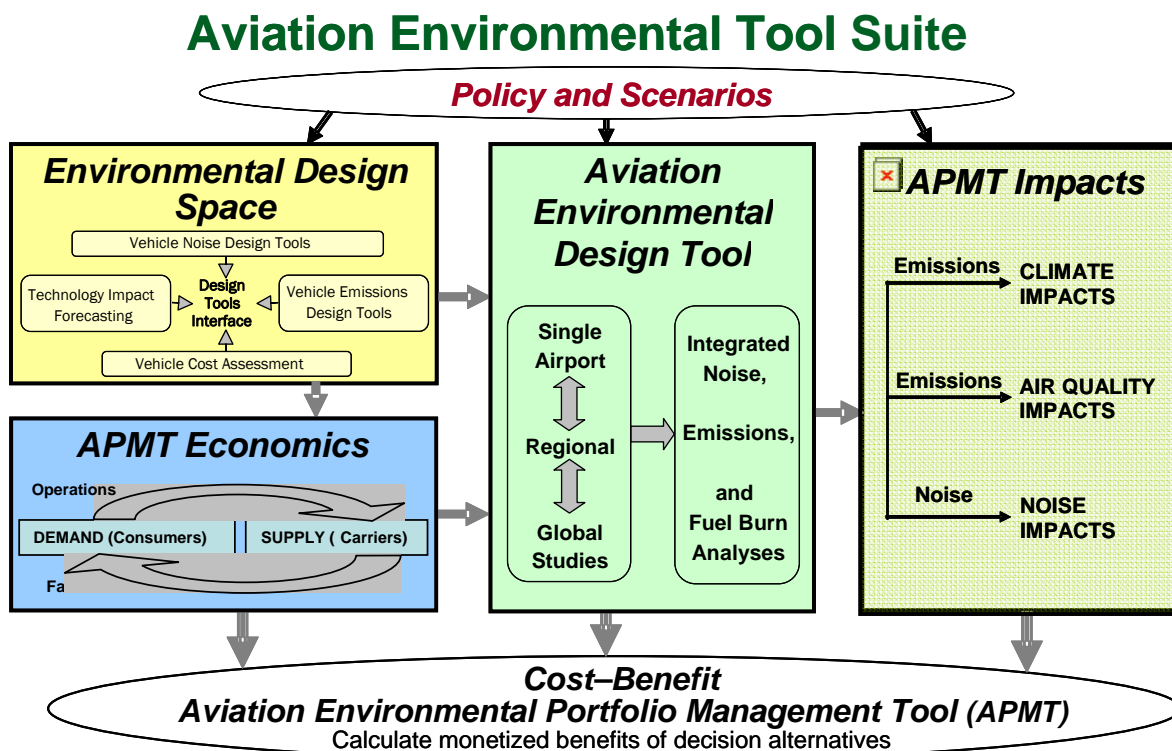 Aviation Environmental Tool Suite
Policy and Scenarios
Environmental Design
Space
Vehicle Noise Design Tools
Technology Impact
Forecasting
Design
Tools
Interface
Vehicle Emissions
Design Tools
Vehicle Cost Assessment
APMT Economics
Operations
DEMAND (Consumers)
SUPPLY ( Carriers)
Aviation
Environmental
Design Tool
Single
Airport
Regional
Global
Studies
Integrated
Noise,
Emissions,
and
Fuel Burn
Analyses
APMT Impacts
Emissions
CLIMATE
IMPACTS
Emissions
AIR QUALITY
IMPACTS
Noise
NOISE
IMPACTS
Cost–Benefit
Aviation Environmental Portfolio Management Tool (APMT)
Calculate monetized benefits of decision alternatives